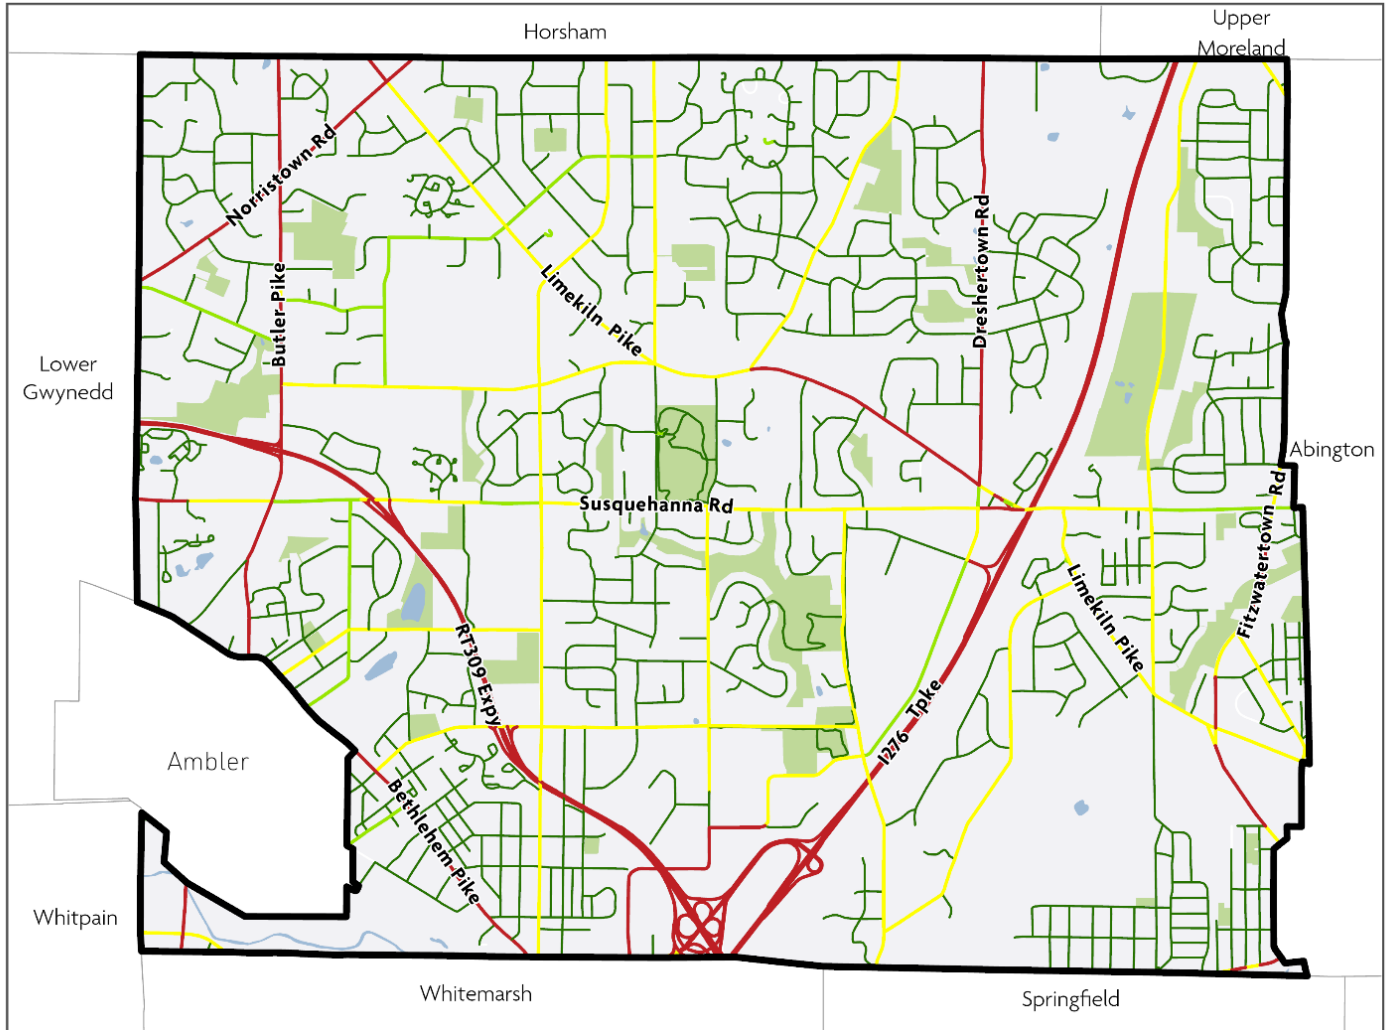 Horsham
Upper
Moreland
Norristown Rd
Butler Pike
Limekiln Pike
Dreshertown Rd
Lower
Gwynedd
Abington
Susquehanna Rd
Fitzwatertown Rd
Limekiln Pike
RT309 Expy
I276 Tpke
Ambler
Bethlehem Pike
Whitpain
Whitemarsh
Springfield